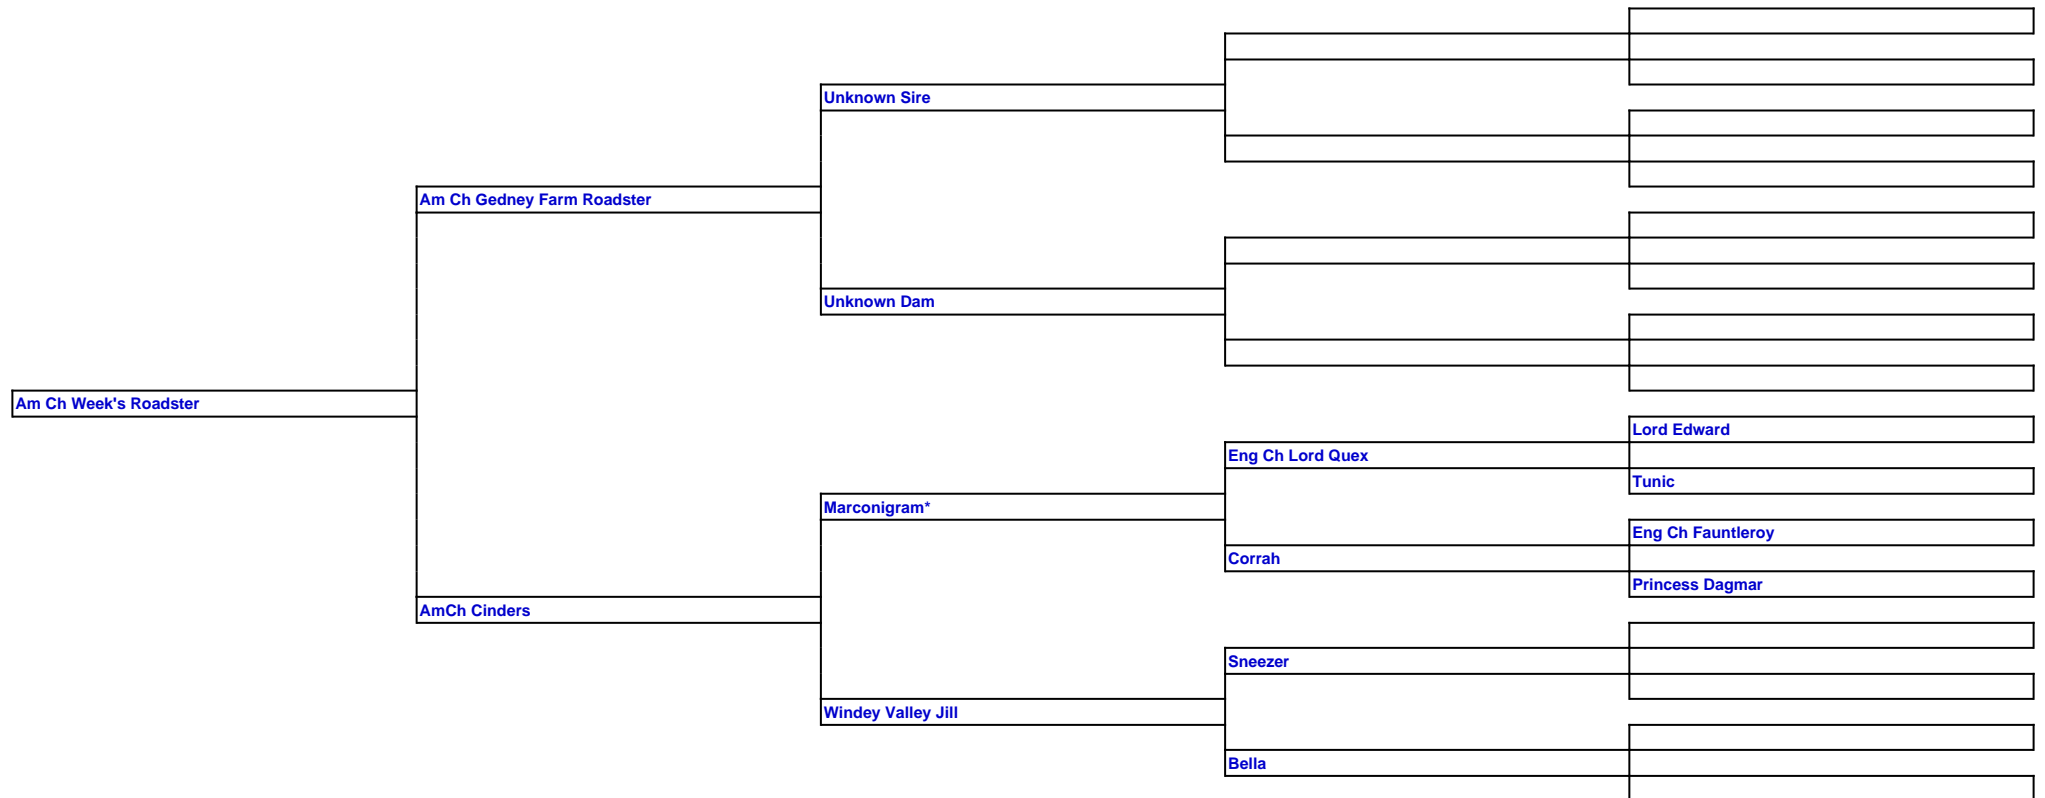 Unknown Sire
Am Ch Gedney Farm Roadster
Unknown Dam
Am Ch Week's Roadster
Lord Edward
Eng Ch Lord Quex
Tunic
Marconigram*
Eng Ch Fauntleroy
Corrah
Princess Dagmar
AmCh Cinders
Sneezer
Windey Valley Jill
Bella